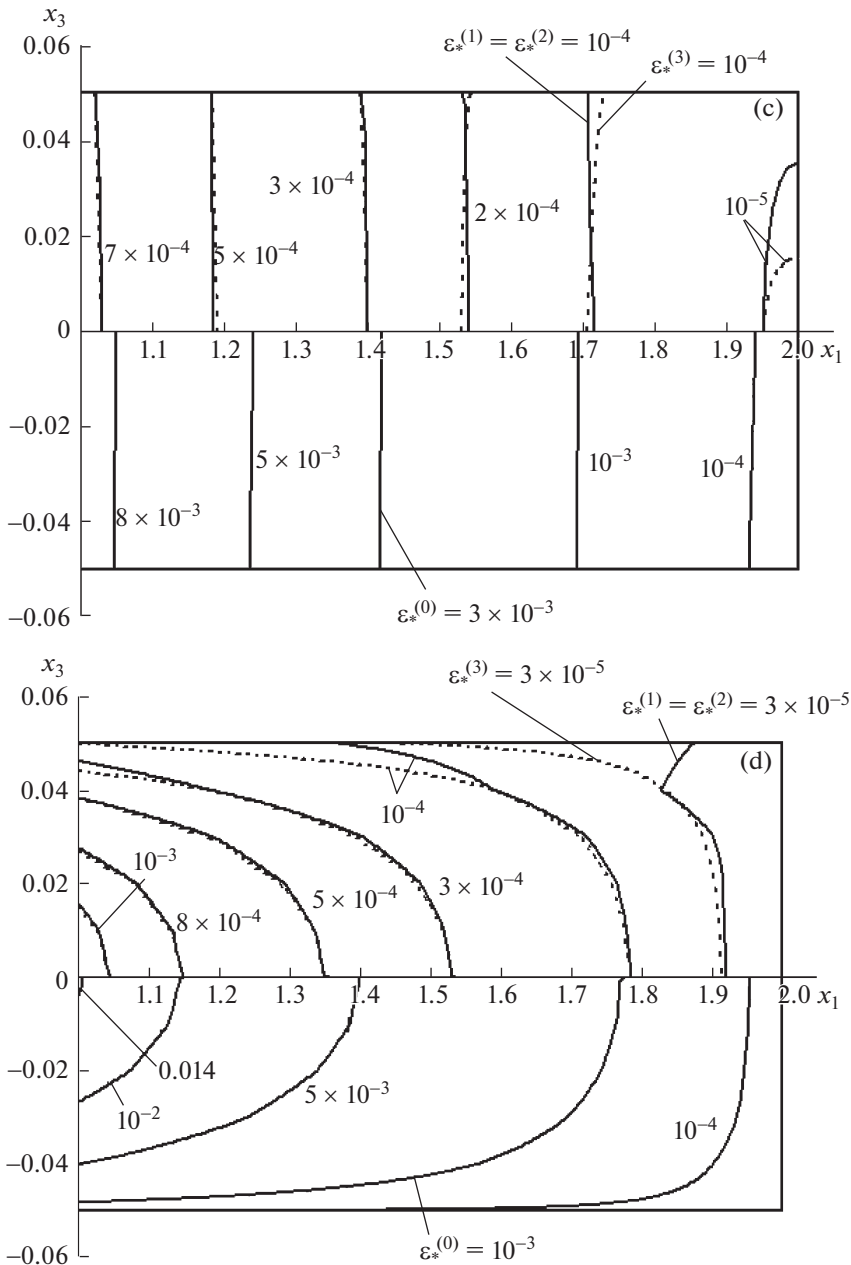 x₃
0.06
ε*⁽¹⁾ = ε*⁽²⁾ = 10⁻⁴
ε*⁽³⁾ = 10⁻⁴
(c)
0.04
3 × 10⁻⁴
2 × 10⁻⁴
10⁻⁵
0.02
7 × 10⁻⁴
5 × 10⁻⁴
0
1.1
1.2
1.3
1.4
1.5
1.6
1.7
1.8
1.9
2.0
x₁
−0.02
5 × 10⁻³
10⁻³
10⁻⁴
−0.04
8 × 10⁻³
−0.06
ε*⁽⁰⁾ = 3 × 10⁻³
x₃
ε*⁽³⁾ = 3 × 10⁻⁵
0.06
ε*⁽¹⁾ = ε*⁽²⁾ = 3 × 10⁻⁵
(d)
0.04
10⁻⁴
10⁻³
0.02
8 × 10⁻⁴
5 × 10⁻⁴
3 × 10⁻⁴
0
1.1
1.2
1.3
1.4
1.5
1.6
1.7
1.8
1.9
2.0
x₁
−0.02
0.014
10⁻²
5 × 10⁻³
10⁻⁴
−0.04
ε*⁽⁰⁾ = 10⁻³
−0.06